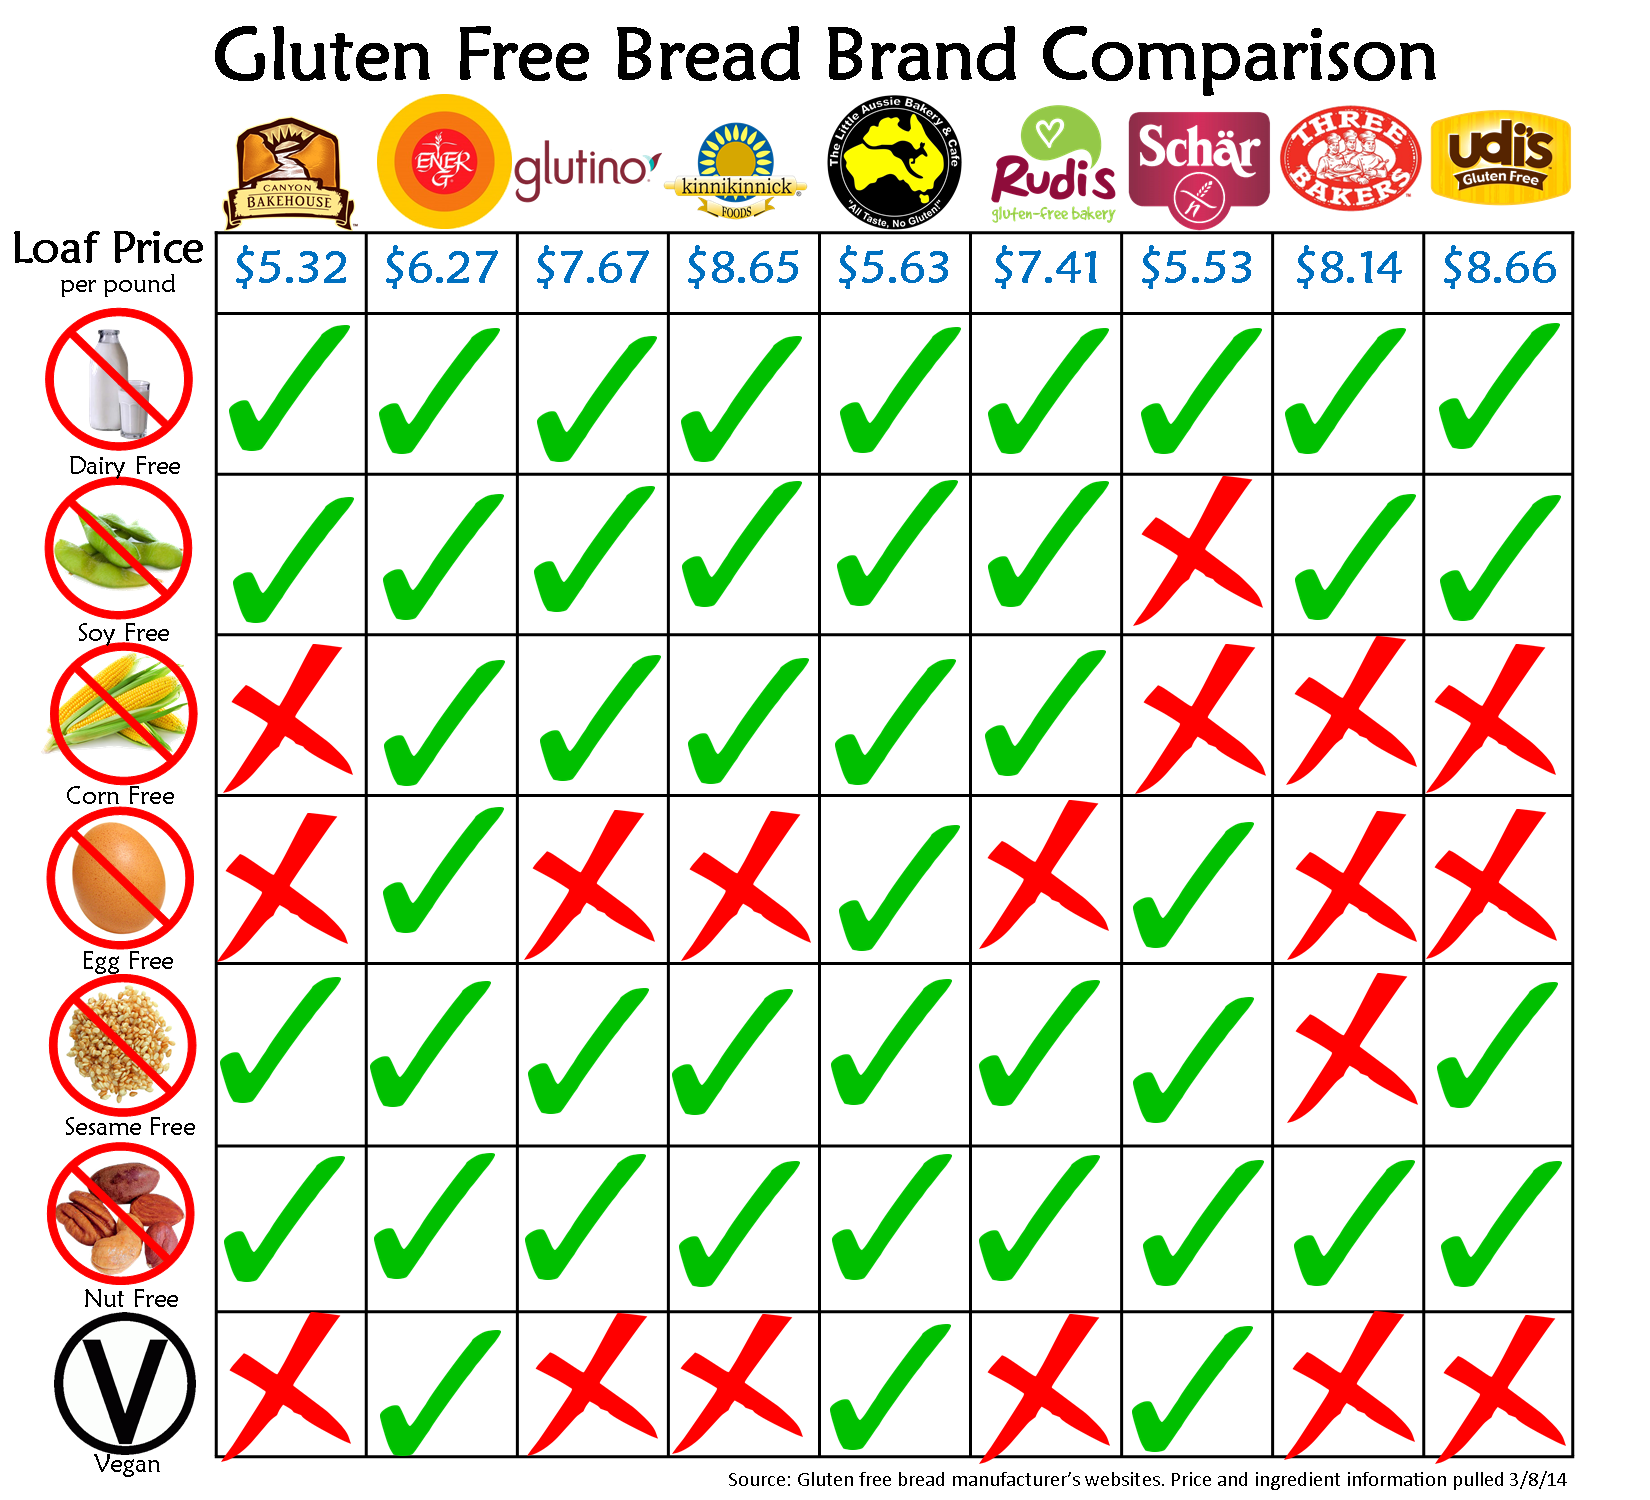 Gluten Free Bread Brand Comparison
CANYON
BAKEHOUSE
ENER
G
glutino
kinnikinnick
FOODS
The Little Aussie Bakery & Cafe
"All Taste, No Gluten!"
Rudi's
gluten-free bakery
Schär
THREE
BAKERS
udi's
Gluten Free
Loaf Price
per pound
$5.32 $6.27 $7.67 $8.65 $5.63 $7.41 $5.53 $8.14 $8.66
Dairy Free
Soy Free
Corn Free
Egg Free
Sesame Free
Nut Free
V
Vegan
Source: Gluten free bread manufacturer's websites. Price and ingredient information pulled 3/8/14